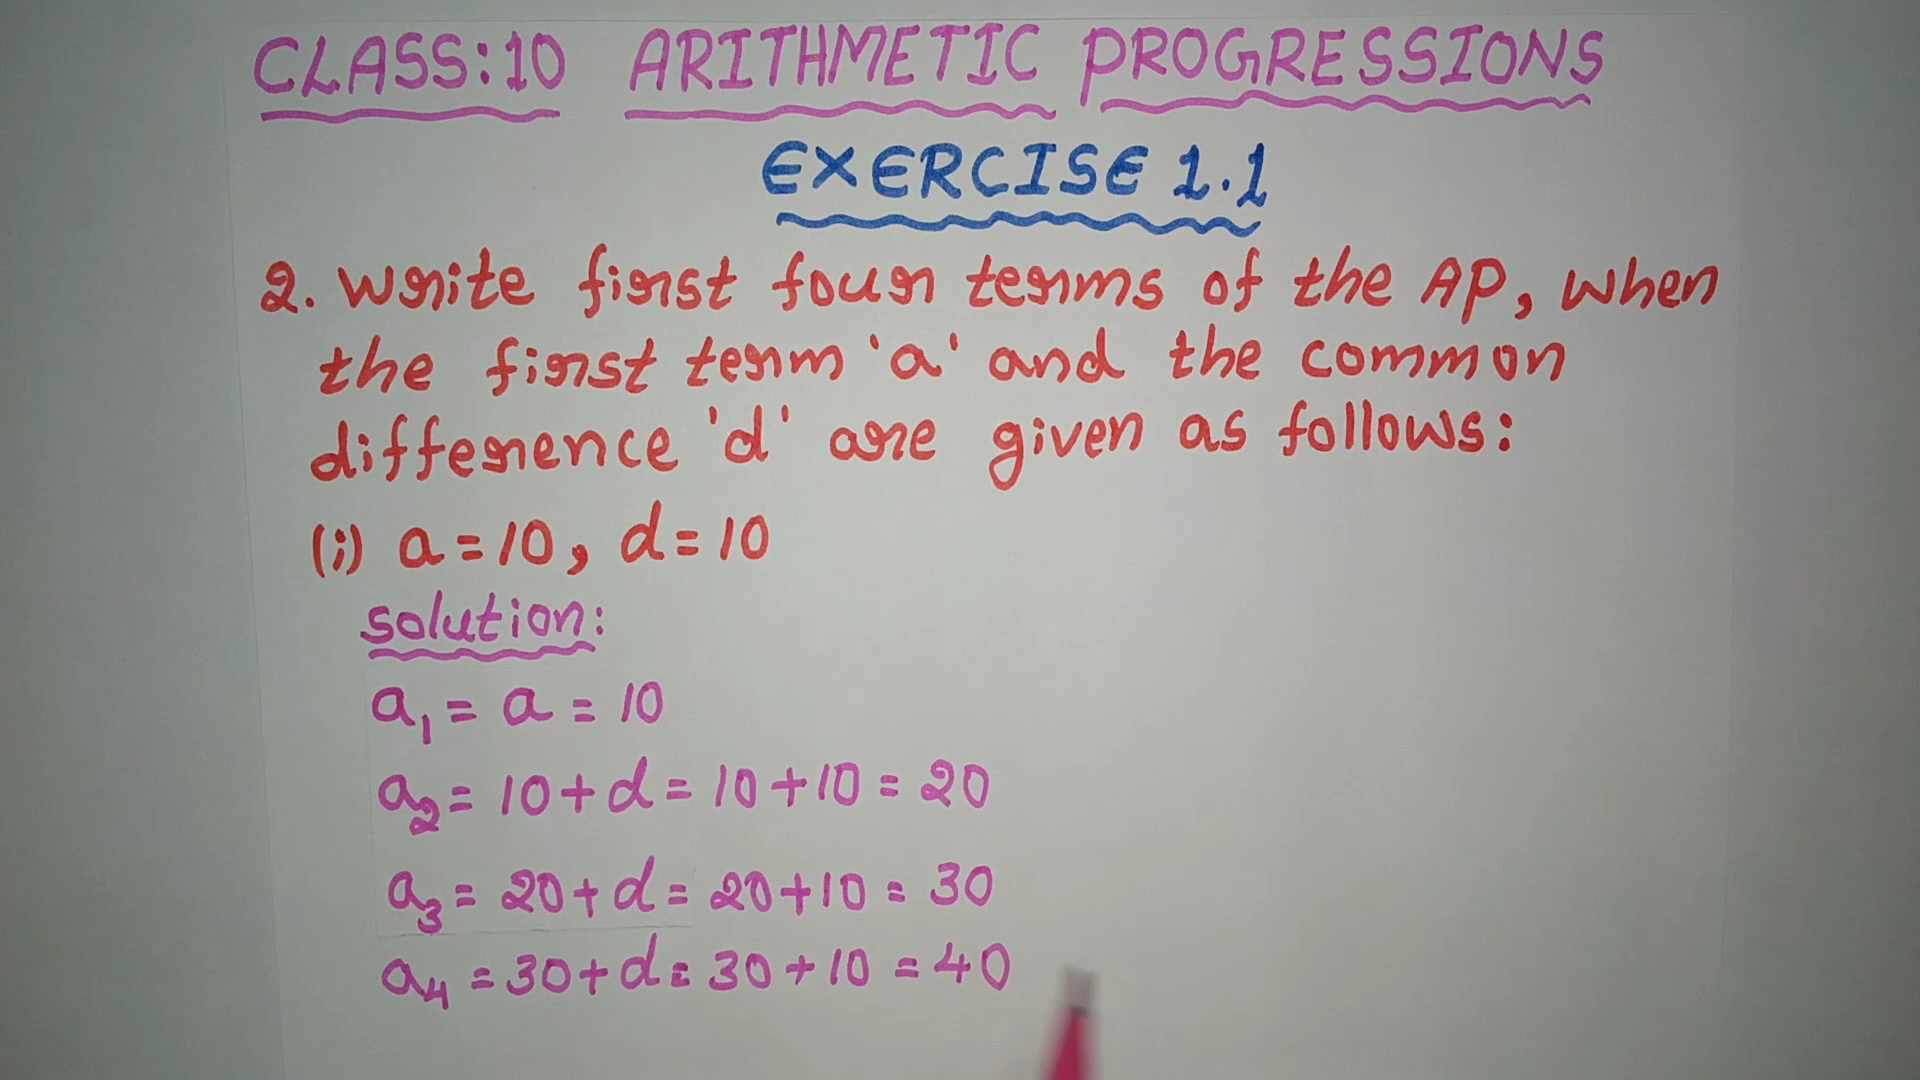 CLASS:10 ARITHMETIC PROGRESSIONS
EXERCISE 1.1
2. Write first four terms of the AP, when
the first term 'a' and the common
difference 'd' are given as follows:
(i) a=10, d=10
solution:
a₁ = a = 10
a₂ = 10+d = 10+10 = 20
a₃ = 20+d = 20+10 = 30
a₄ = 30+d = 30+10 = 40